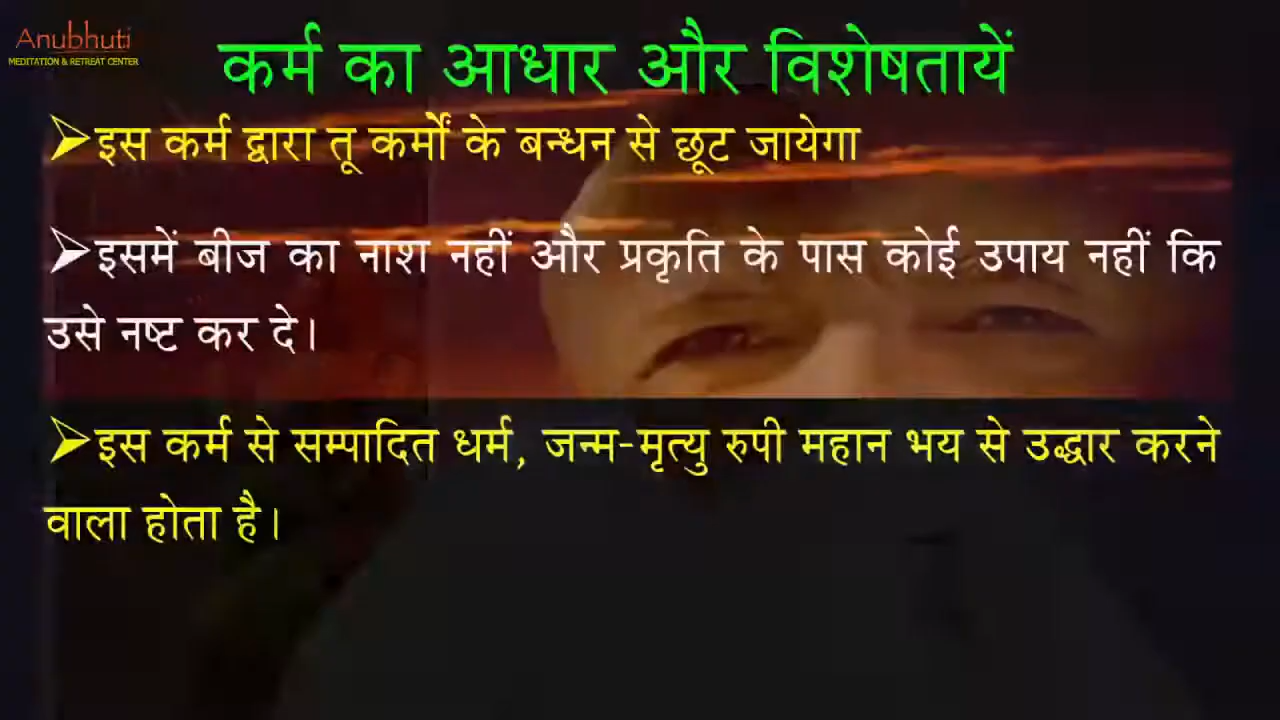 Anubhuti
MEDITATION & RETREAT CENTER
कर्म का आधार और विशेषतायें
➢इस कर्म द्वारा तू कर्मों के बन्धन से छूट जायेगा
➢इसमें बीज का नाश नहीं और प्रकृति के पास कोई उपाय नहीं कि
उसे नष्ट कर दे।
➢इस कर्म से सम्पादित धर्म, जन्म-मृत्यु रुपी महान भय से उद्धार करने
वाला होता है।